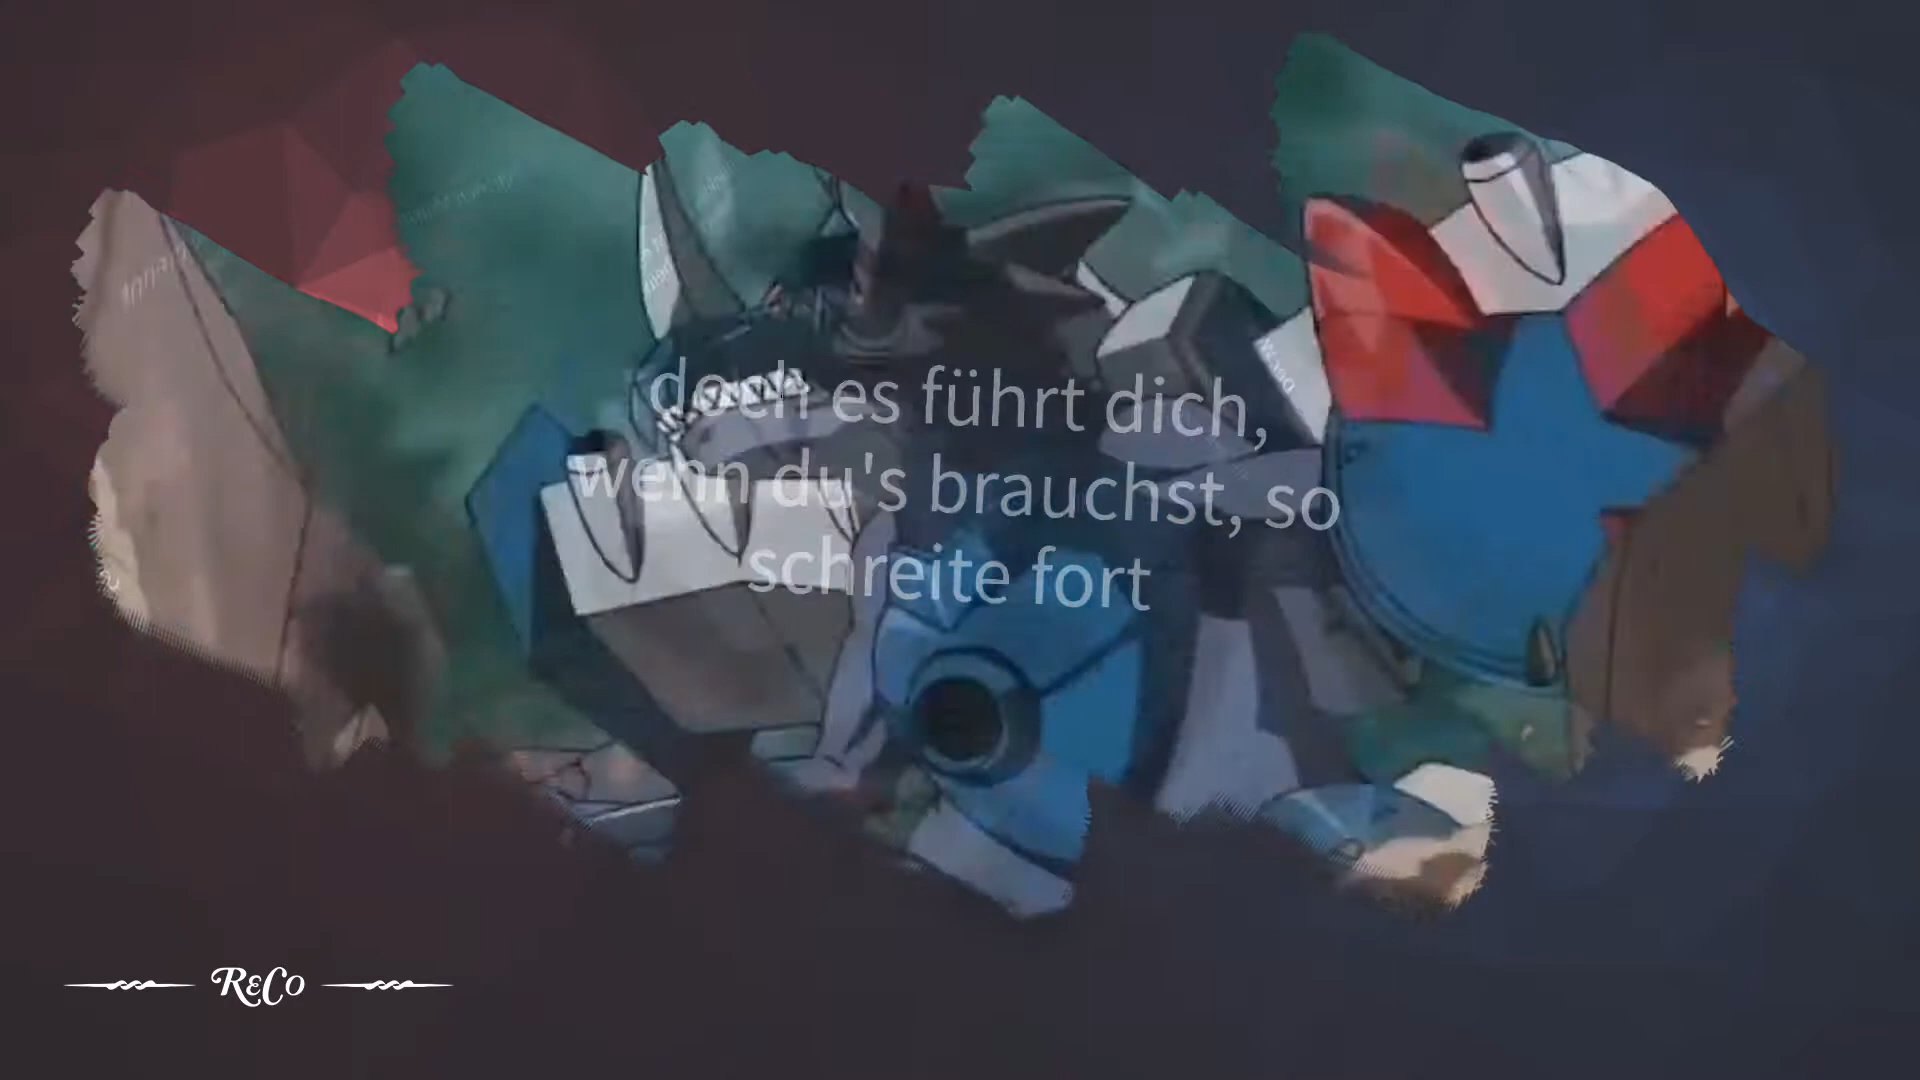 doch es führt dich,
wenn du's brauchst, so
schreite fort
ReCo